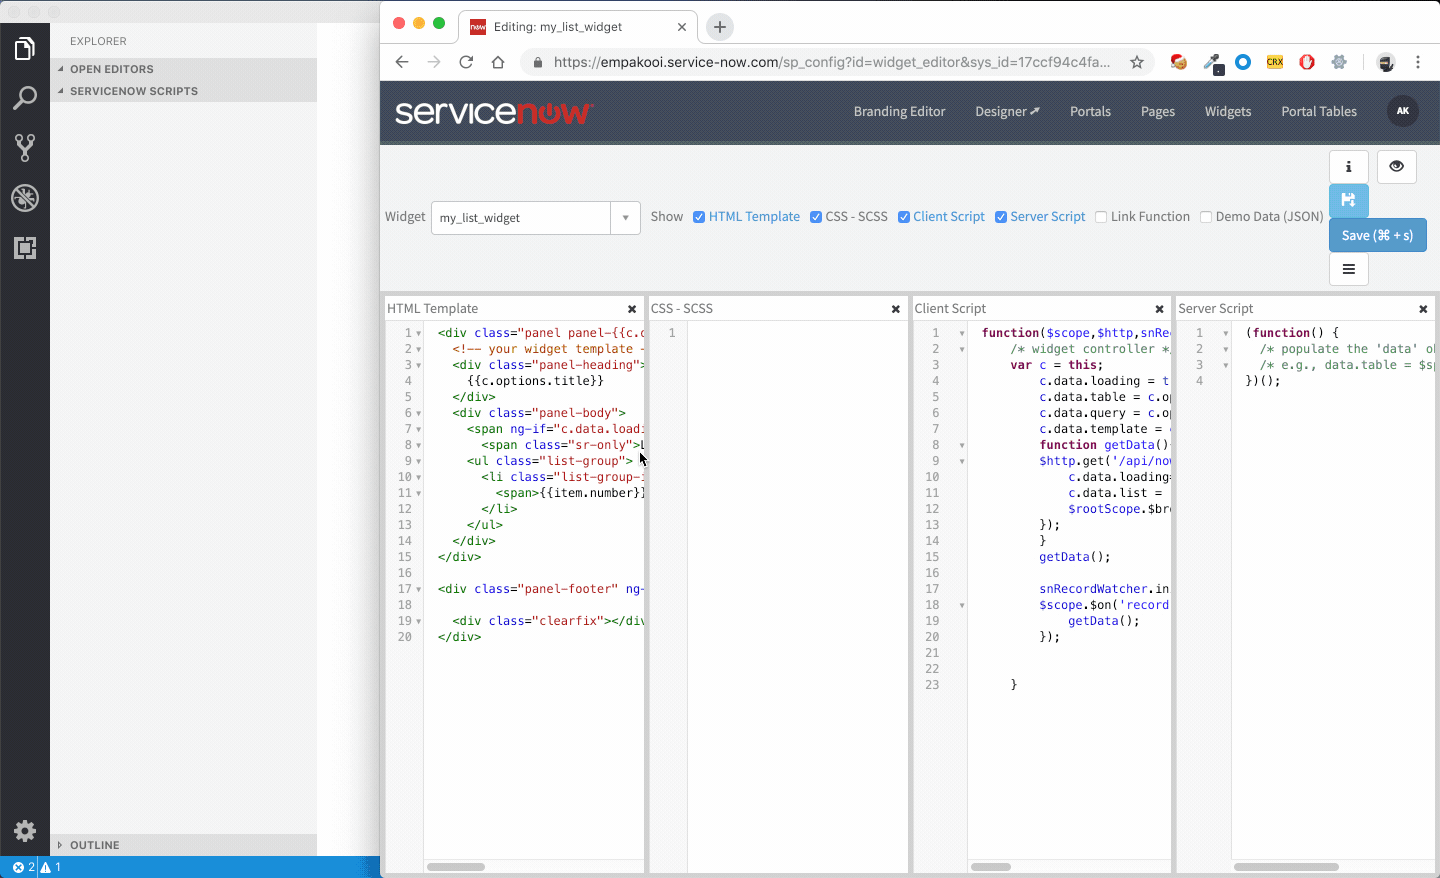 EXPLORER
OPEN EDITORS
SERVICENOW SCRIPTS
OUTLINE
2 1
now Editing: my_list_widget
https://empakooi.service-now.com/sp_config?id=widget_editor&sys_id=17ccf94c4fa...
CRX
servicenow
Branding Editor Designer Portals Pages Widgets Portal Tables AK
Widget my_list_widget Show HTML Template CSS - SCSS Client Script Server Script Link Function Demo Data (JSON)
Save (⌘ + s)
HTML Template
1 <div class="panel panel-{{c.
2 <!-- your widget template
3 <div class="panel-heading">
4 {{c.options.title}}
5 </div>
6 <div class="panel-body">
7 <span ng-if="c.data.loadi
8 <span class="sr-only">
9 <ul class="list-group">
10 <li class="list-group-
11 <span>{{item.number}}
12 </li>
13 </ul>
14 </div>
15 </div>
16
17 <div class="panel-footer" ng-
18
19 <div class="clearfix"></div
20 </div>
CSS - SCSS
1
Client Script
1 function($scope,$http,snRe
2 /* widget controller *
3 var c = this;
4 c.data.loading = t
5 c.data.table = c.o
6 c.data.query = c.o
7 c.data.template =
8 function getData()
9 $http.get('/api/no
10 c.data.loading=
11 c.data.list =
12 $rootScope.$br
13 });
14 }
15 getData();
16
17 snRecordWatcher.in
18 $scope.$on('record
19 getData();
20 });
21
22
23 }
Server Script
1 (function() {
2 /* populate the 'data' o
3 /* e.g., data.table = $s
4 })();